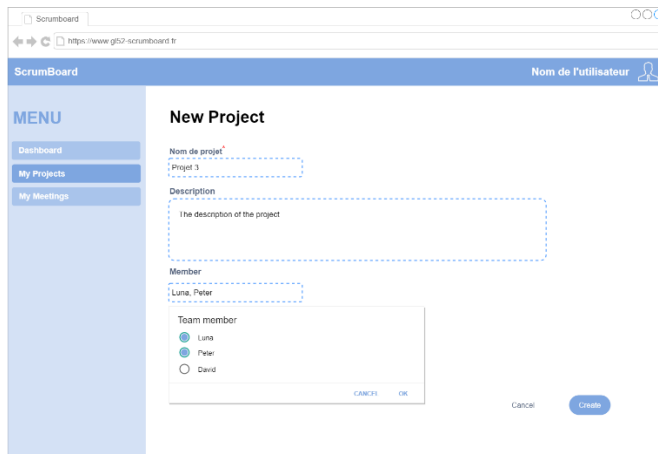 Scrumboard
https://www.gi52-scrumboard.fr
ScrumBoard
Nom de l'utilisateur
MENU
Dashboard
My Projects
My Meetings
New Project
Nom de projet*
Projet 3
Description
The description of the project
Member
Luna, Peter
Team member
Luna
Peter
David
CANCEL OK
Cancel Create